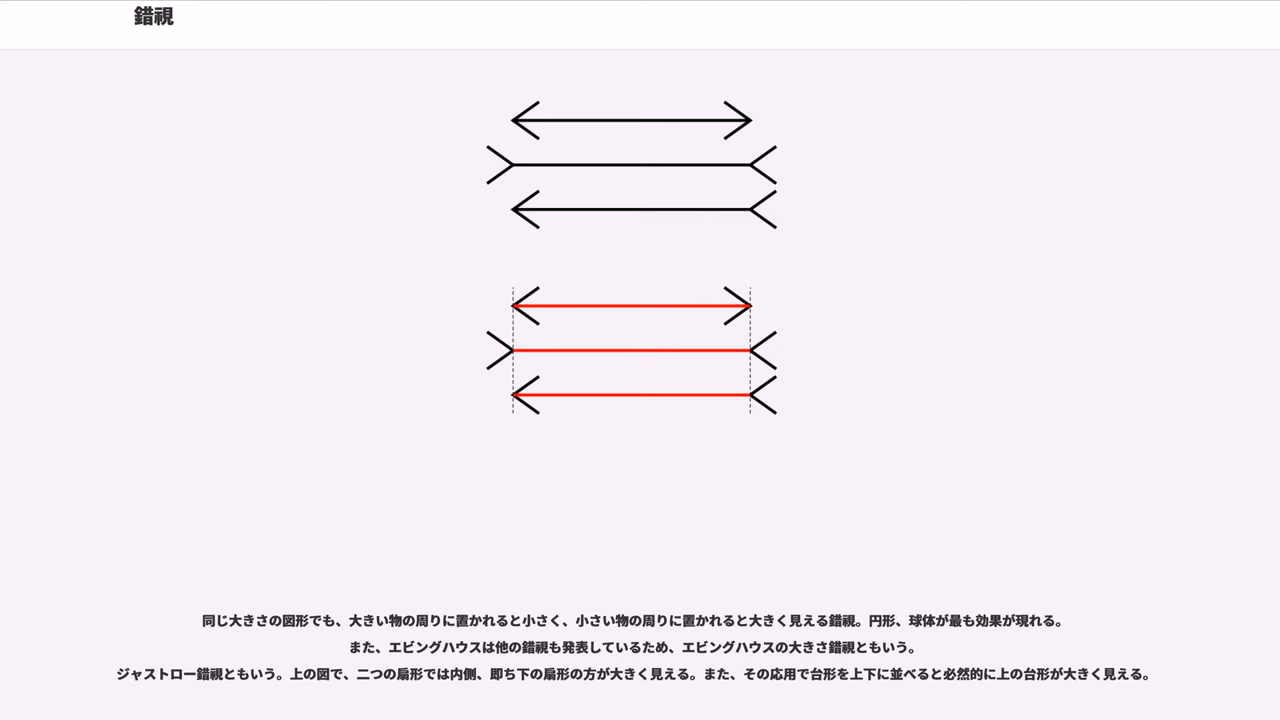 錯視
同じ大きさの図形でも、大きい物の周りに置かれると小さく、小さい物の周りに置かれると大きく見える錯視。円形、球体が最も効果が現れる。
また、エビングハウスは他の錯視も発表しているため、エビングハウスの大きさ錯視ともいう。
ジャストロー錯視ともいう。上の図で、二つの扇形では内側、即ち下の扇形の方が大きく見える。また、その応用で台形を上下に並べると必然的に上の台形が大きく見える。